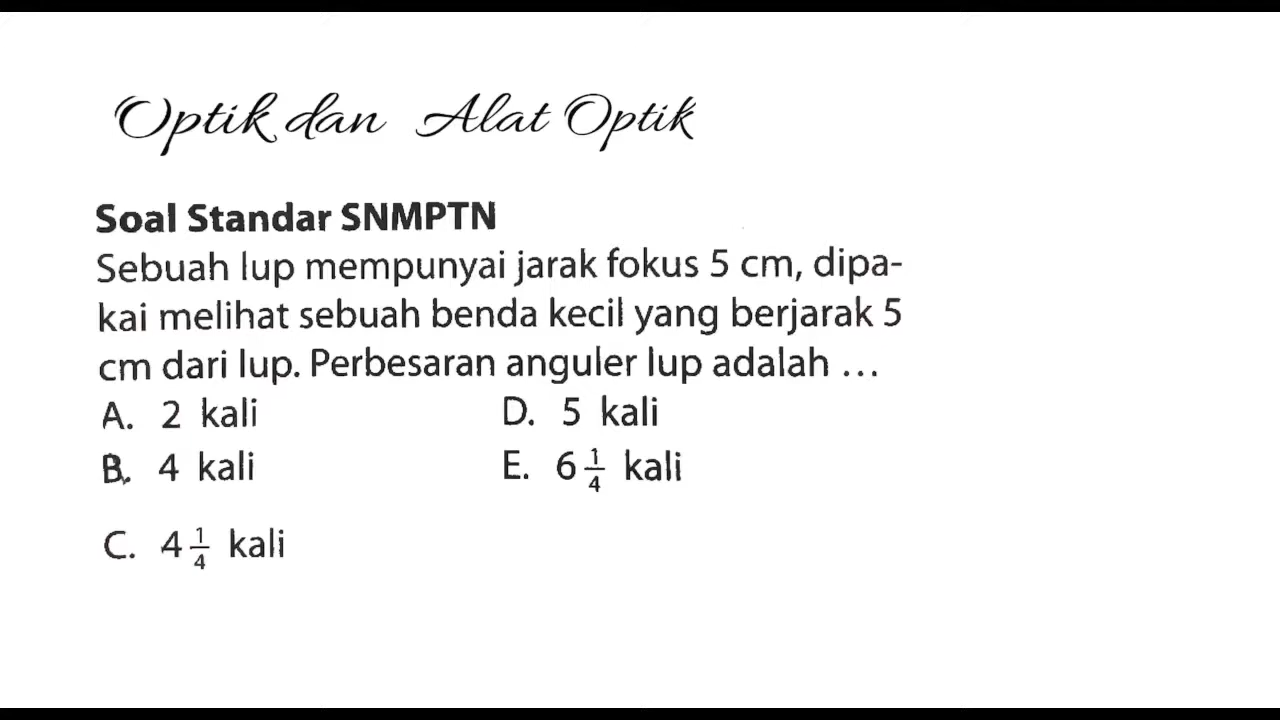 Optik dan Alat Optik
Soal Standar SNMPTN
Sebuah lup mempunyai jarak fokus 5 cm, dipa-
kai melihat sebuah benda kecil yang berjarak 5
cm dari lup. Perbesaran anguler lup adalah ...
A. 2 kali D. 5 kali
B. 4 kali E. 6 1/4 kali
C. 4 1/4 kali